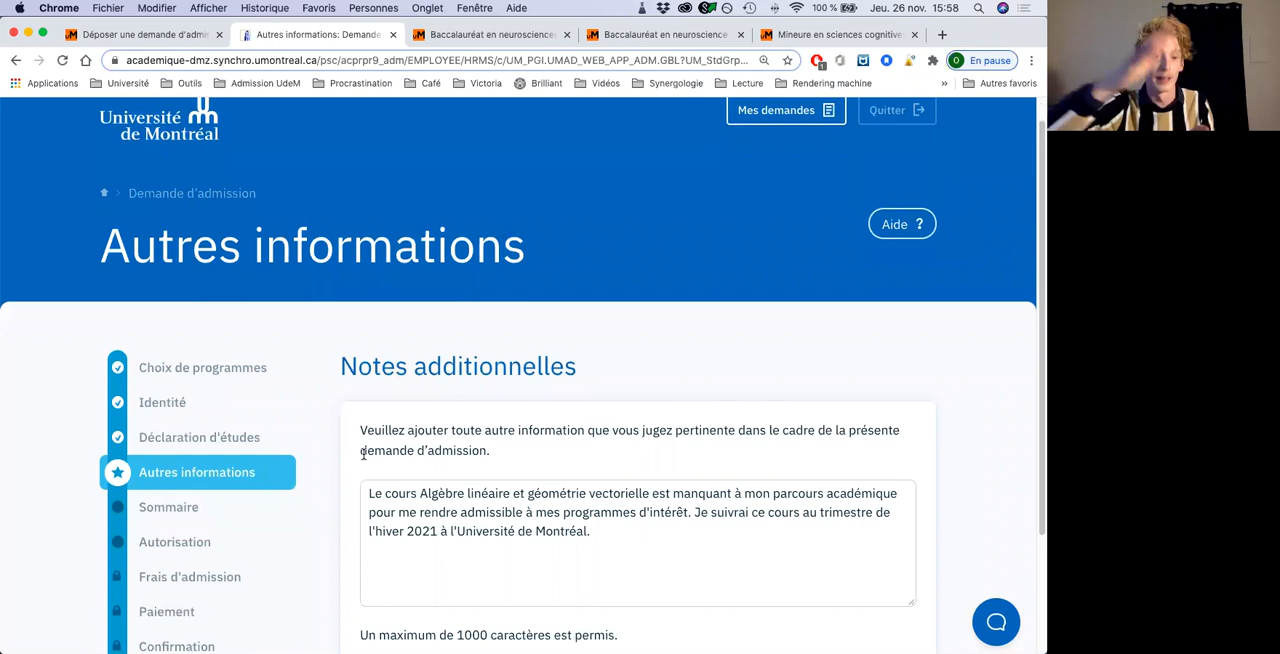 Chrome Fichier Modifier Afficher Historique Favoris Personnes Onglet Fenêtre Aide 100 % Jeu. 26 nov. 15:58
Déposer une demande d'admis
Autres informations: Demande
Baccalauréat en neurosciences
Baccalauréat en neuroscience
Mineure en sciences cognitive
academique-dmz.synchro.umontreal.ca/psc/acprpr9_adm/EMPLOYEE/HRMS/c/UM_PGI.UMAD_WEB_APP_ADM.GBL?UM_StdGrp... 1 O En pause
Applications Université Outils Admission UdeM Procrastination Café Victoria Brilliant Vidéos Synergologie Lecture Rendering machine » Autres favoris
Université
de Montréal
Mes demandes
Quitter
Demande d'admission
Autres informations
Aide ?
Choix de programmes
Identité
Déclaration d'études
Autres informations
Sommaire
Autorisation
Frais d'admission
Paiement
Confirmation
Notes additionnelles
Veuillez ajouter toute autre information que vous jugez pertinente dans le cadre de la présente
demande d'admission.
Le cours Algèbre linéaire et géométrie vectorielle est manquant à mon parcours académique
pour me rendre admissible à mes programmes d'intérêt. Je suivrai ce cours au trimestre de
l'hiver 2021 à l'Université de Montréal.
Un maximum de 1000 caractères est permis.